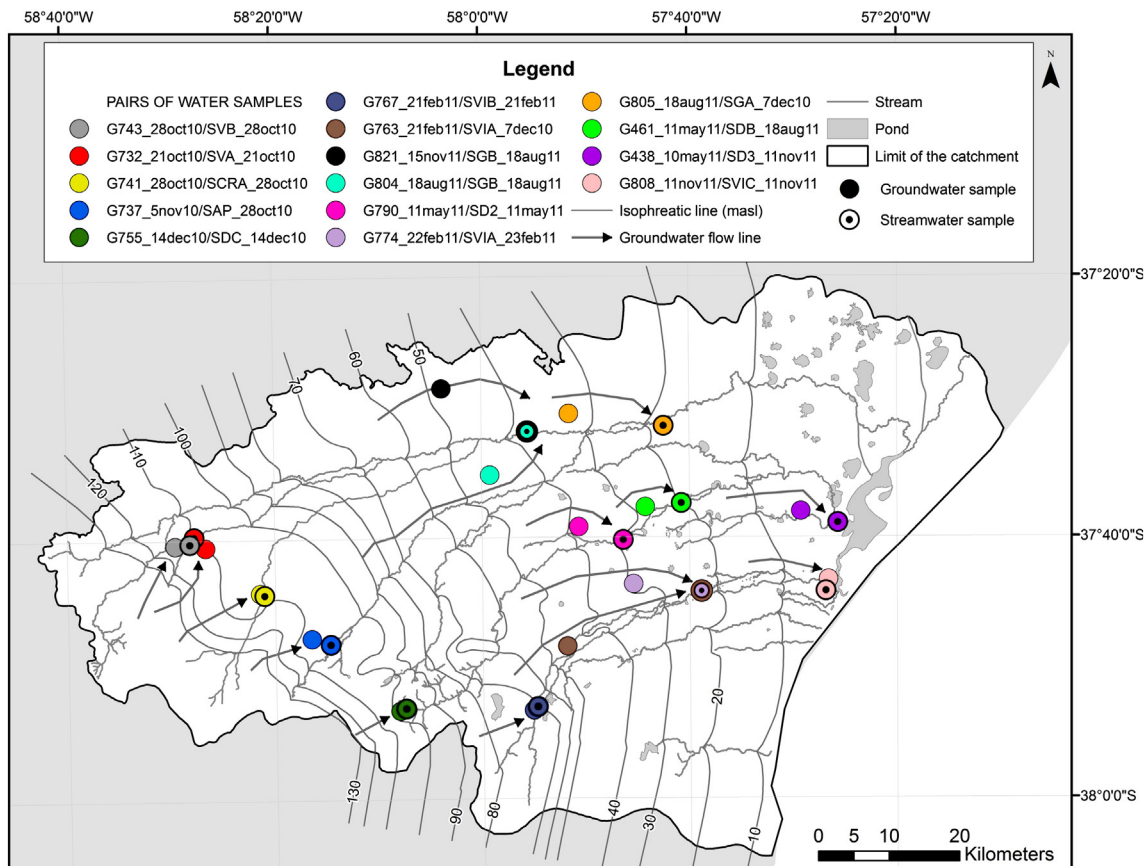 58°40'0"W 58°20'0"W 58°0'0"W 57°40'0"W 57°20'0"W
Legend
N
PAIRS OF WATER SAMPLES
G743_28oct10/SVB_28oct10
G732_21oct10/SVA_21oct10
G741_28oct10/SCRA_28oct10
G737_5nov10/SAP_28oct10
G755_14dec10/SDC_14dec10
G767_21feb11/SVIB_21feb11
G763_21feb11/SVIA_7dec10
G821_15nov11/SGB_18aug11
G804_18aug11/SGB_18aug11
G790_11may11/SD2_11may11
G774_22feb11/SVIA_23feb11
G805_18aug11/SGA_7dec10
G461_11may11/SDB_18aug11
G438_10may11/SD3_11nov11
G808_11nov11/SVIC_11nov11
Isophreatic line (masl)
Groundwater flow line
Stream
Pond
Limit of the catchment
Groundwater sample
Streamwater sample
37°20'0"S
50
60
70
100
110
120
37°40'0"S
20
130
90
80
40
30
10
38°0'0"S
0 5 10 20
Kilometers